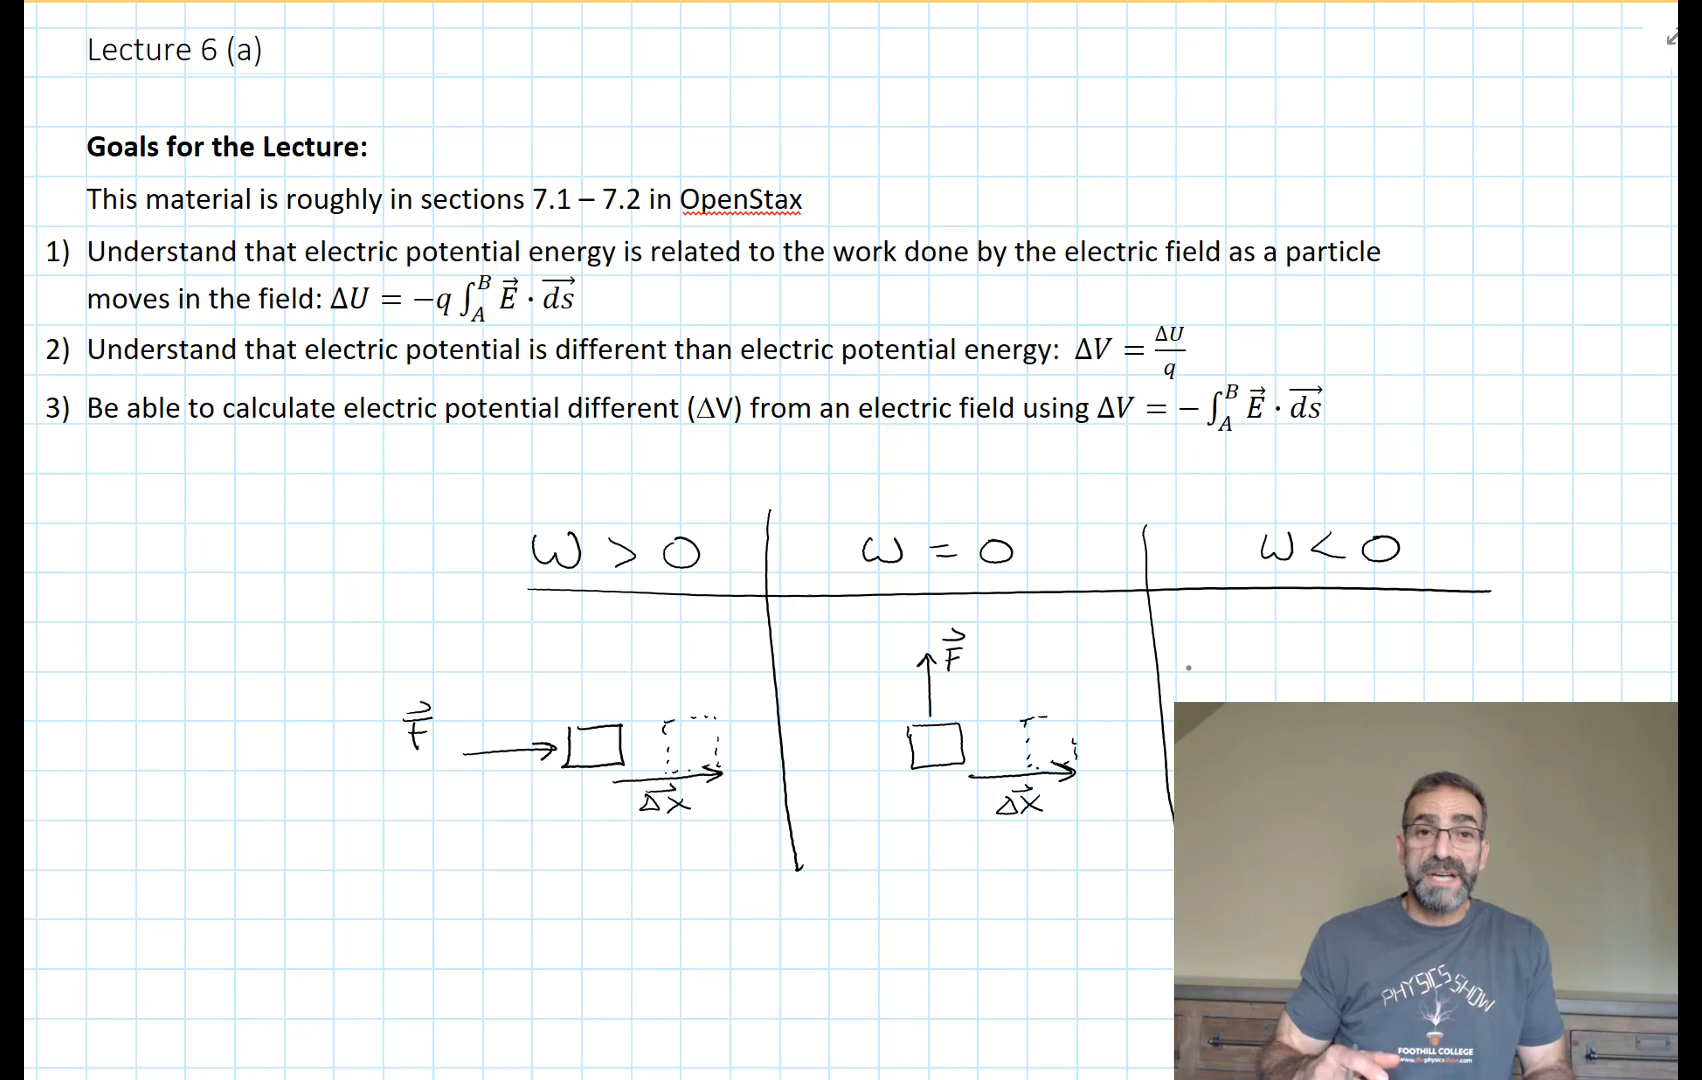 Lecture 6 (a)
Goals for the Lecture:
This material is roughly in sections 7.1 – 7.2 in OpenStax
1) Understand that electric potential energy is related to the work done by the electric field as a particle
moves in the field: ΔU = −q ∫_A^B E⃗ · d⃗s
2) Understand that electric potential is different than electric potential energy: ΔV = ΔU/q
3) Be able to calculate electric potential different (ΔV) from an electric field using ΔV = − ∫_A^B E⃗ · d⃗s
W > 0 W = 0 W < 0
F⃗
F⃗
Δx⃗ Δx⃗
PHYSICS SHOW
FOOTHILL COLLEGE